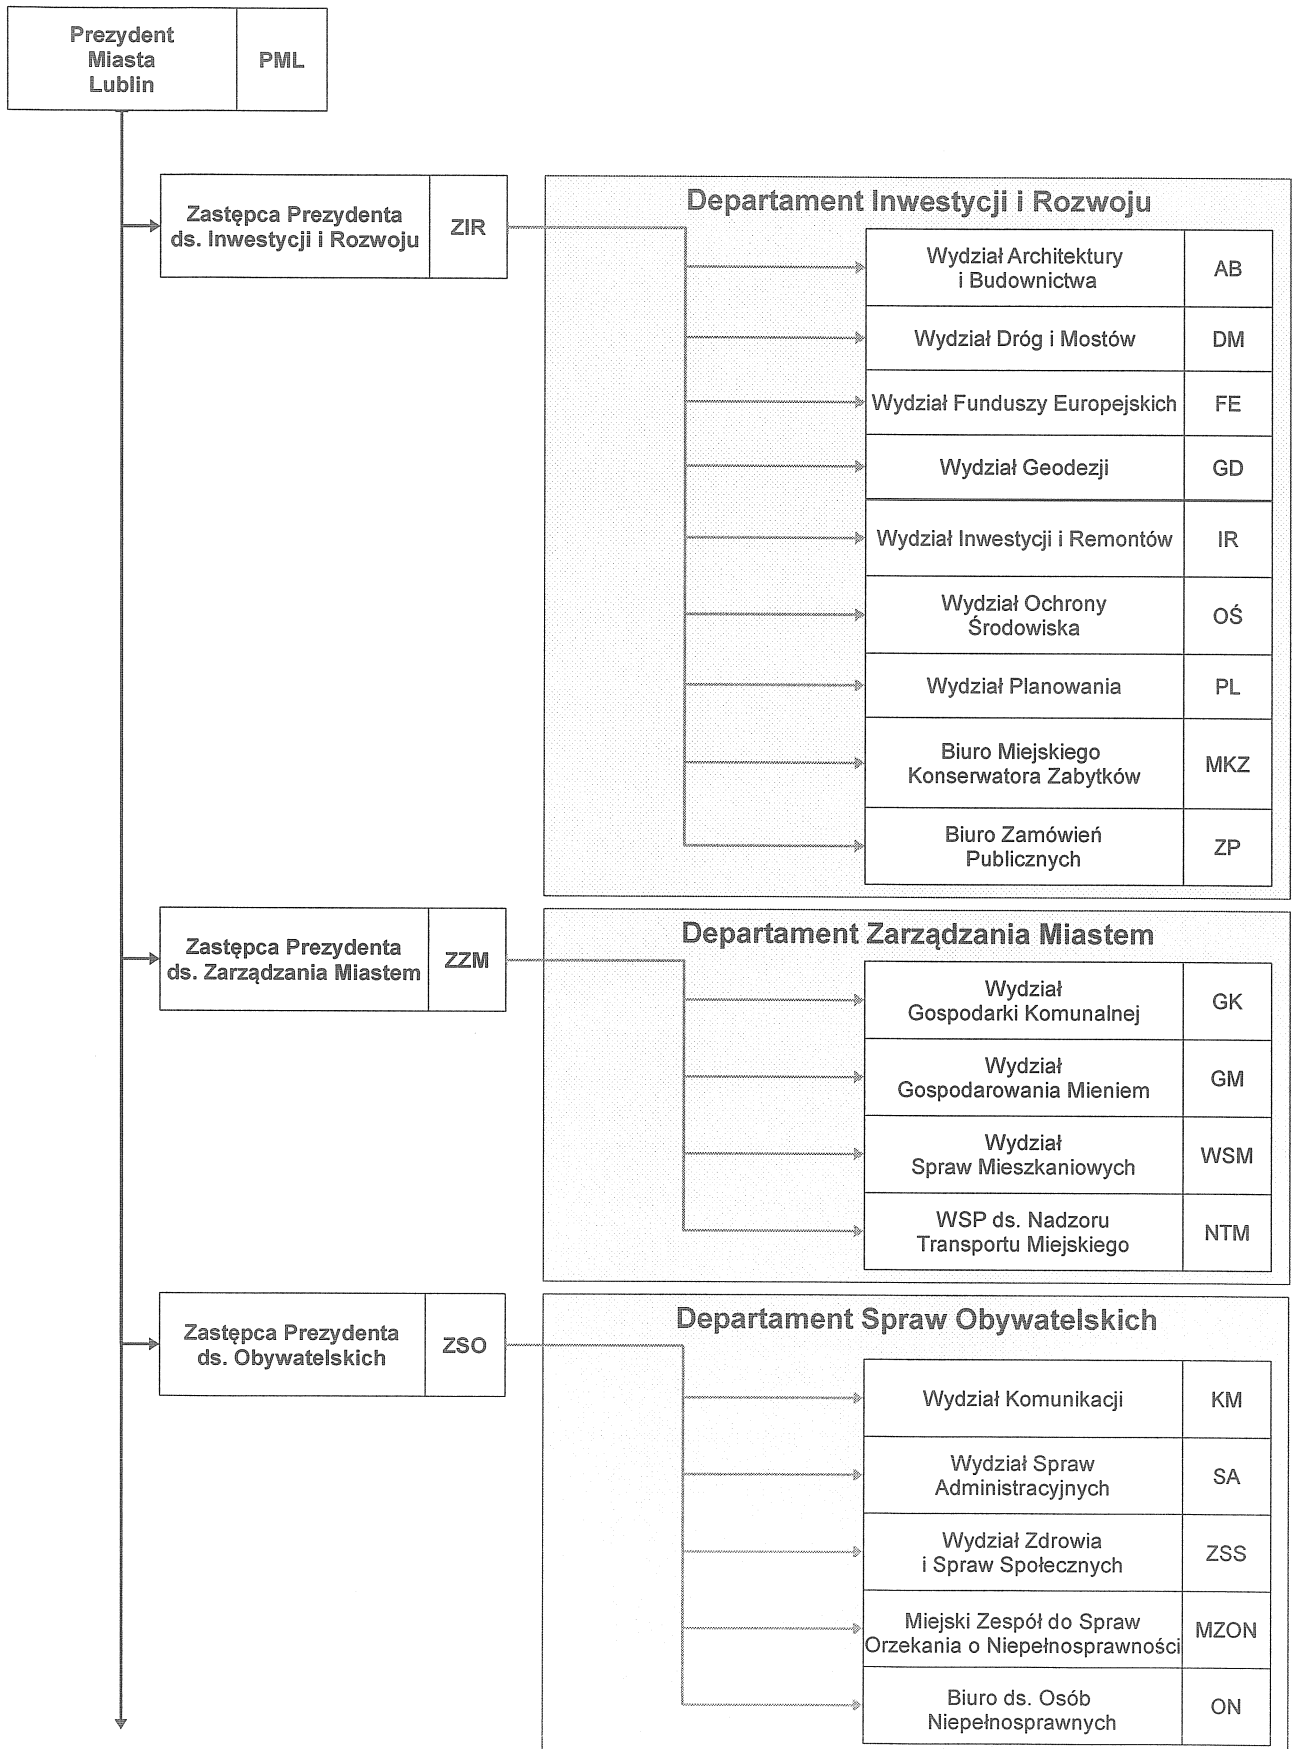 Prezydent
Miasta
Lublin
PML
Zastępca Prezydenta
ds. Inwestycji i Rozwoju
ZIR
Departament Inwestycji i Rozwoju
Wydział Architektury
i Budownictwa
AB
Wydział Dróg i Mostów
DM
Wydział Funduszy Europejskich
FE
Wydział Geodezji
GD
Wydział Inwestycji i Remontów
IR
Wydział Ochrony
Środowiska
OŚ
Wydział Planowania
PL
Biuro Miejskiego
Konserwatora Zabytków
MKZ
Biuro Zamówień
Publicznych
ZP
Zastępca Prezydenta
ds. Zarządzania Miastem
ZZM
Departament Zarządzania Miastem
Wydział
Gospodarki Komunalnej
GK
Wydział
Gospodarowania Mieniem
GM
Wydział
Spraw Mieszkaniowych
WSM
WSP ds. Nadzoru
Transportu Miejskiego
NTM
Zastępca Prezydenta
ds. Obywatelskich
ZSO
Departament Spraw Obywatelskich
Wydział Komunikacji
KM
Wydział Spraw
Administracyjnych
SA
Wydział Zdrowia
i Spraw Społecznych
ZSS
Miejski Zespół do Spraw
Orzekania o Niepełnosprawności
MZON
Biuro ds. Osób
Niepełnosprawnych
ON